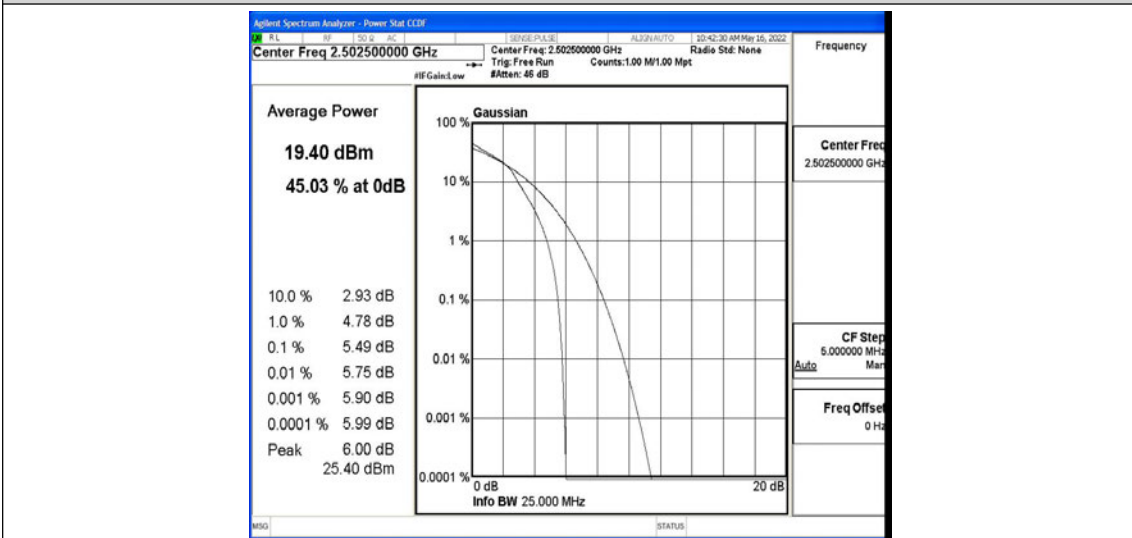 Agilent Spectrum Analyzer - Power Stat CCDF
RL RF 50 Ω AC SENSE:PULSE ALIGNAUTO 10:42:30 AM May 16, 2022
Center Freq 2.502500000 GHz
Center Freq: 2.502500000 GHz Radio Std: None
Trig: Free Run Counts:1.00 M/1.00 Mpt
#IFGain:Low #Atten: 46 dB
Frequency
Average Power
19.40 dBm
45.03 % at 0dB
10.0 % 2.93 dB
1.0 % 4.78 dB
0.1 % 5.49 dB
0.01 % 5.75 dB
0.001 % 5.90 dB
0.0001 % 5.99 dB
Peak 6.00 dB
25.40 dBm
Gaussian
100 %
10 %
1 %
0.1 %
0.01 %
0.001 %
0.0001 %
0 dB 20 dB
Info BW 25.000 MHz
Center Freq
2.502500000 GHz
CF Step
5.000000 MHz
Auto Man
Freq Offset
0 Hz
MSG STATUS